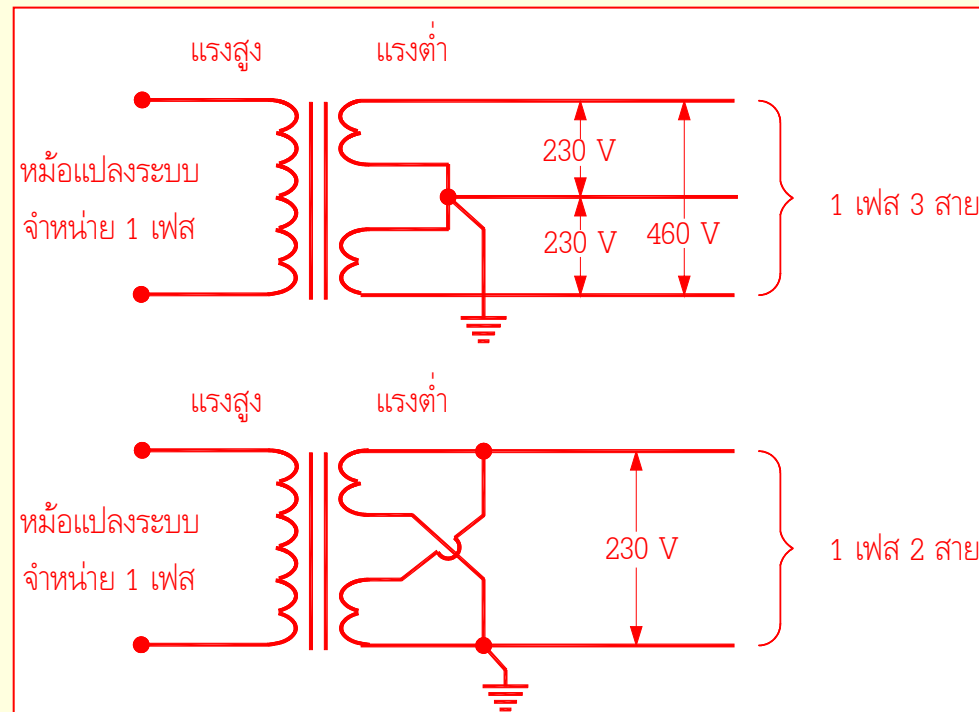 แรงสูง แรงต่ำ
230 V
หม้อแปลงระบบ
จำหน่าย 1 เฟส
230 V 460 V
1 เฟส 3 สาย
แรงสูง แรงต่ำ
หม้อแปลงระบบ
จำหน่าย 1 เฟส
230 V
1 เฟส 2 สาย